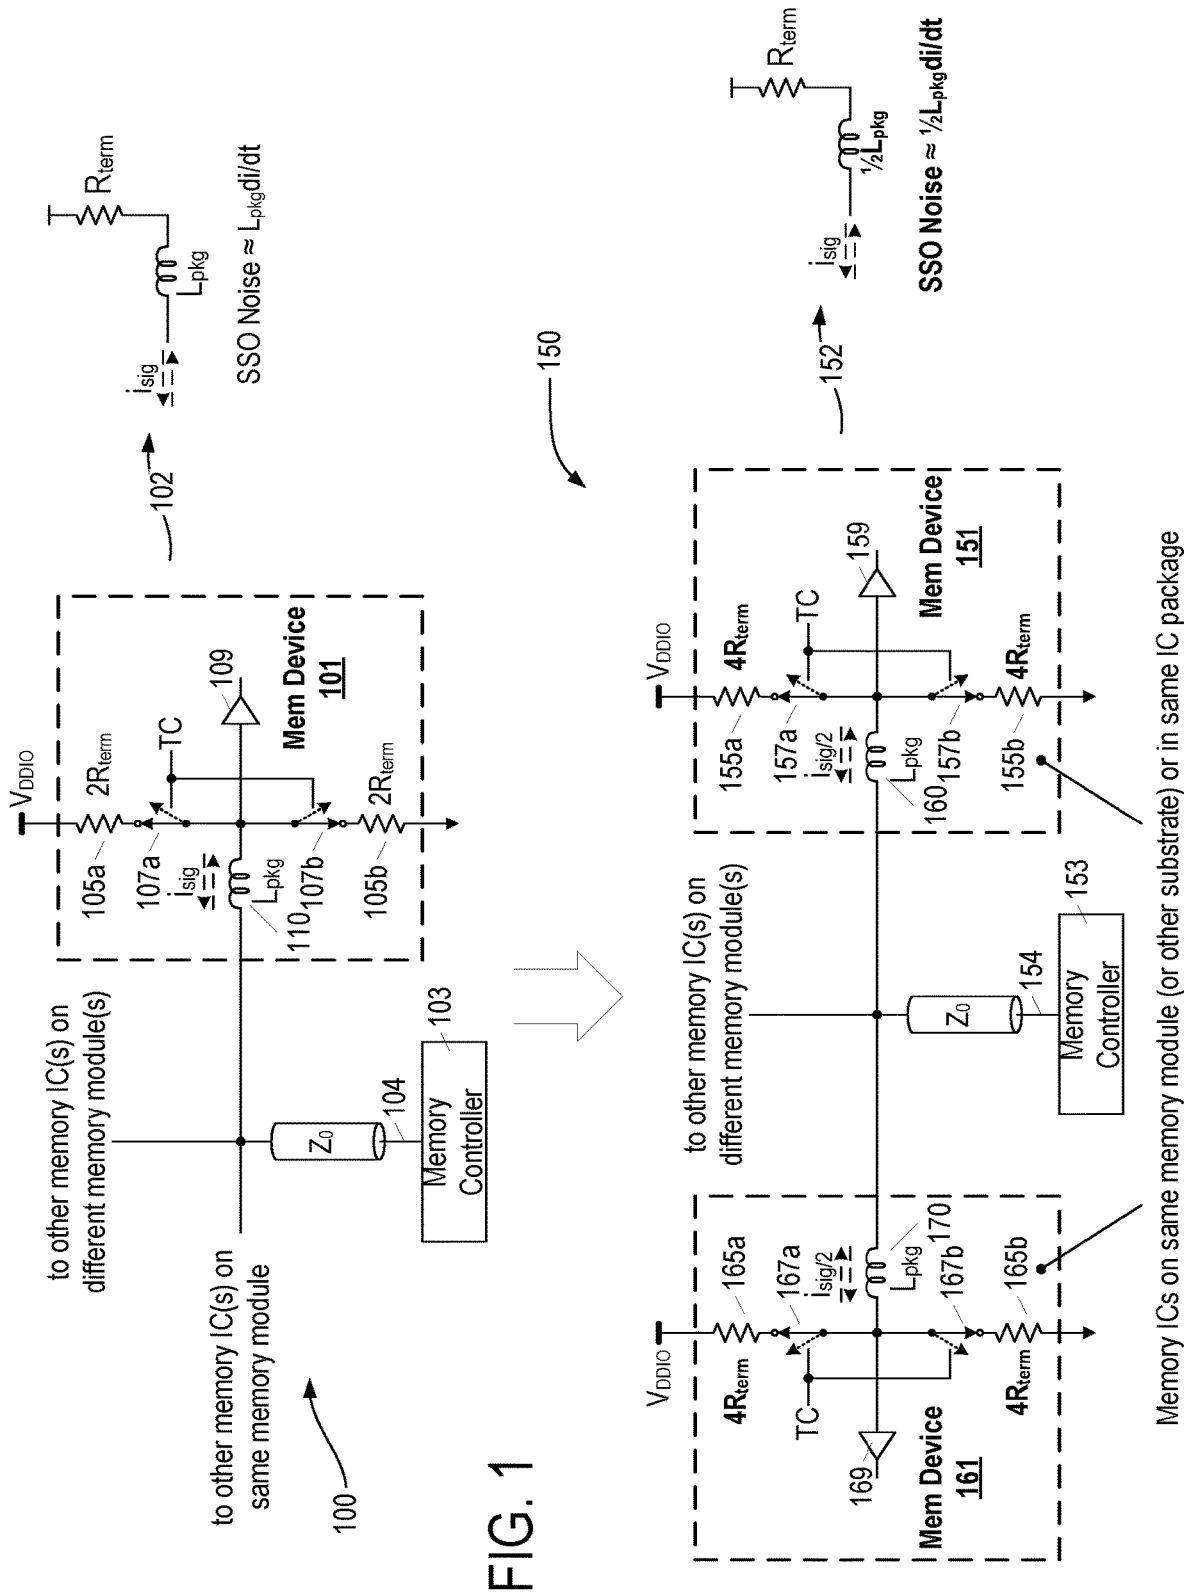 to other memory IC(s) on
different memory module(s)
to other memory IC(s) on
same memory module
100
Z0
104
Memory
Controller
103
VDDIO
105a
2Rterm
107a
TC
isig
Lpkg
110
107b
105b
2Rterm
109
Mem Device
101
102
isig
Lpkg
Rterm
SSO Noise ≈ Lpkgdi/dt
FIG. 1
150
to other memory IC(s) on
different memory module(s)
Z0
154
Memory
Controller
153
VDDIO
165a
4Rterm
167a
TC
isig/2
Lpkg
170
167b
165b
4Rterm
169
Mem Device
161
VDDIO
155a
4Rterm
157a
TC
isig/2
Lpkg
160
157b
155b
4Rterm
159
Mem Device
151
152
isig
½Lpkg
Rterm
SSO Noise ≈ ½Lpkgdi/dt
Memory ICs on same memory module (or other substrate) or in same IC package